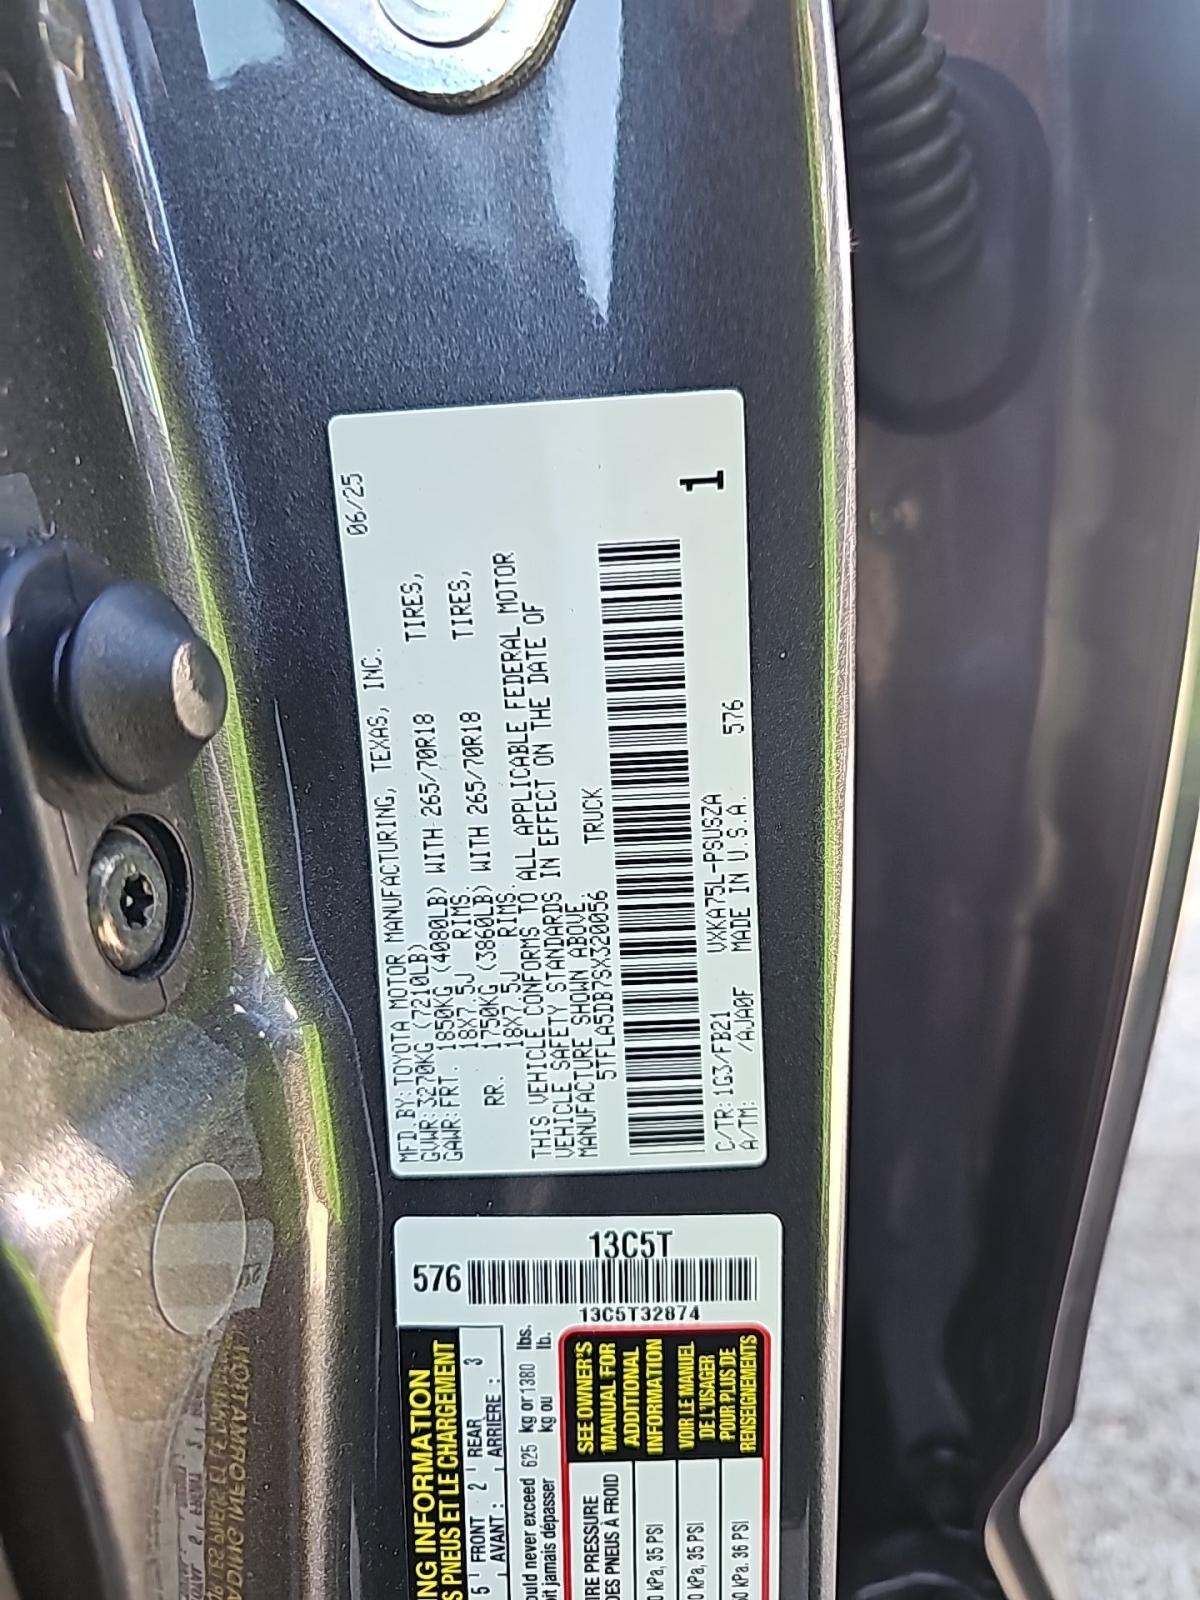 06/25
MFD.BY:TOYOTA MOTOR MANUFACTURING, TEXAS, INC.
GVWR:3270KG(7210LB)
GAWR:FRT. 1850KG(4080LB) WITH 265/70R18 TIRES,
18X7.5J RIMS.
RR. 1750KG(3860LB) WITH 265/70R18 TIRES,
18X7.5J RIMS.
THIS VEHICLE CONFORMS TO ALL APPLICABLE FEDERAL MOTOR
VEHICLE SAFETY STANDARDS IN EFFECT ON THE DATE OF
MANUFACTURE SHOWN ABOVE.
5TFLA5DB7SX320056 TRUCK
1
C/TR:1G3/FB21 VXKA75L-PSUSZA 576
A/TM: /AJA0F MADE IN U.S.A.
576
13C5T
13C5T32874
INFORMATION
PNEUS ET LE CHARGEMENT
5 FRONT 2 REAR 3
AVANT : ARRIÈRE :
never exceed 625 kg or 1380 lbs.
jamais dépasser kg ou lb.
PRESSURE
DES PNEUS À FROID
kPa, 35 PSI
kPa, 35 PSI
kPa, 36 PSI
SEE OWNER'S
MANUAL FOR
ADDITIONAL
INFORMATION
VOIR LE MANUEL
DE L'USAGER
POUR PLUS DE
RENSEIGNEMENTS